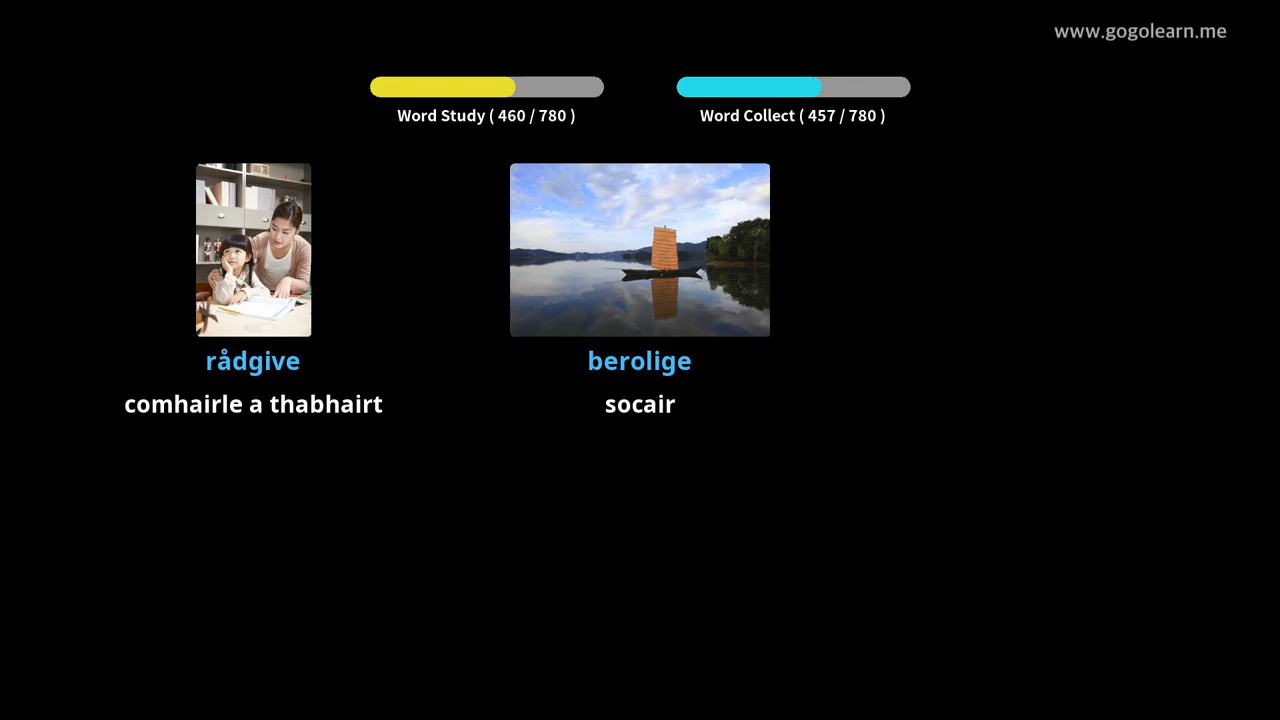 www.gogolearn.me
Word Study ( 460 / 780 )
Word Collect ( 457 / 780 )
rådgive
comhairle a thabhairt
berolige
socair